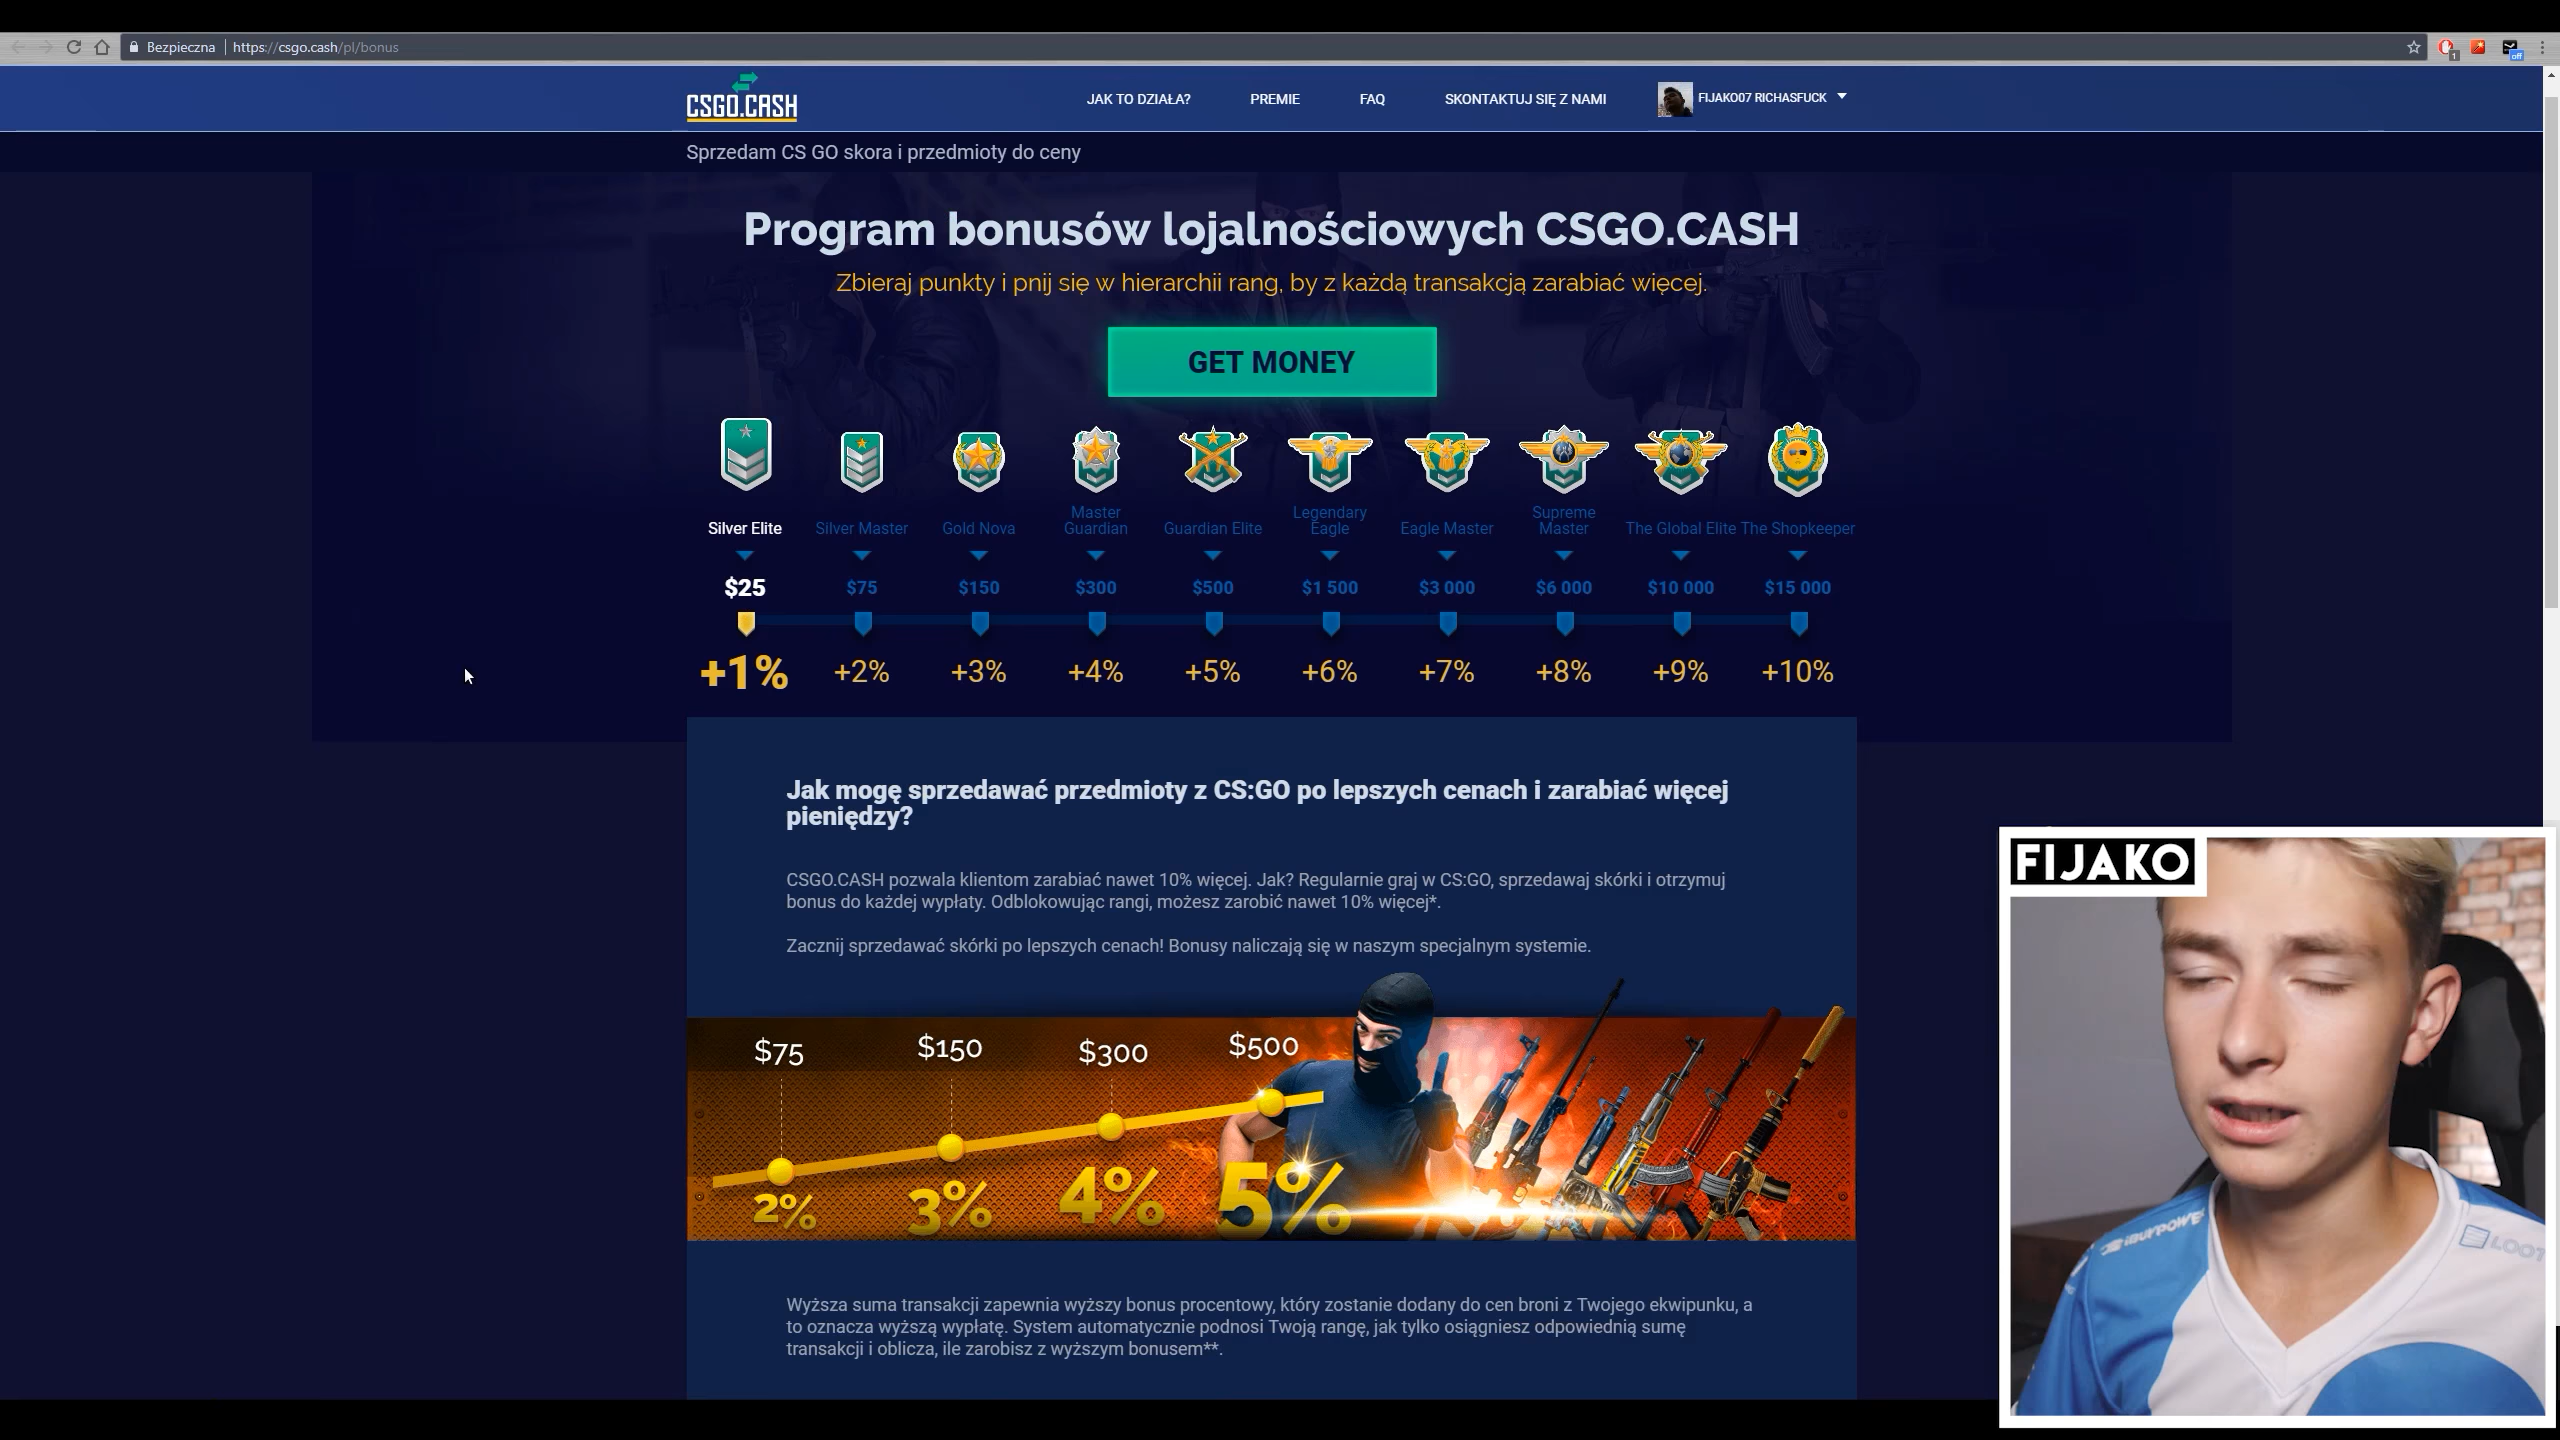 Bezpieczna | https://csgo.cash/pl/bonus
1
off
CSGO.CASH
JAK TO DZIAŁA?
PREMIE
FAQ
SKONTAKTUJ SIĘ Z NAMI
FIJAKO07 RICHASFUCK
Sprzedam CS GO skora i przedmioty do ceny
Program bonusów lojalnościowych CSGO.CASH
Zbieraj punkty i pnij się w hierarchii rang, by z każdą transakcją zarabiać więcej.
GET MONEY
Silver Elite
Silver Master
Gold Nova
Master
Guardian
Guardian Elite
Legendary
Eagle
Eagle Master
Supreme
Master
The Global Elite
The Shopkeeper
$25 $75 $150 $300 $500 $1 500 $3 000 $6 000 $10 000 $15 000
+1% +2% +3% +4% +5% +6% +7% +8% +9% +10%
Jak mogę sprzedawać przedmioty z CS:GO po lepszych cenach i zarabiać więcej
pieniędzy?
CSGO.CASH pozwala klientom zarabiać nawet 10% więcej. Jak? Regularnie graj w CS:GO, sprzedawaj skórki i otrzymuj
bonus do każdej wypłaty. Odblokowując rangi, możesz zarobić nawet 10% więcej*.
Zacznij sprzedawać skórki po lepszych cenach! Bonusy naliczają się w naszym specjalnym systemie.
$75 $150 $300 $500
2% 3% 4% 5%
Wyższa suma transakcji zapewnia wyższy bonus procentowy, który zostanie dodany do cen broni z Twojego ekwipunku, a
to oznacza wyższą wypłatę. System automatycznie podnosi Twoją rangę, jak tylko osiągniesz odpowiednią sumę
transakcji i oblicza, ile zarobisz z wyższym bonusem**.
FIJAKO
iBUYPOWER
LOOT